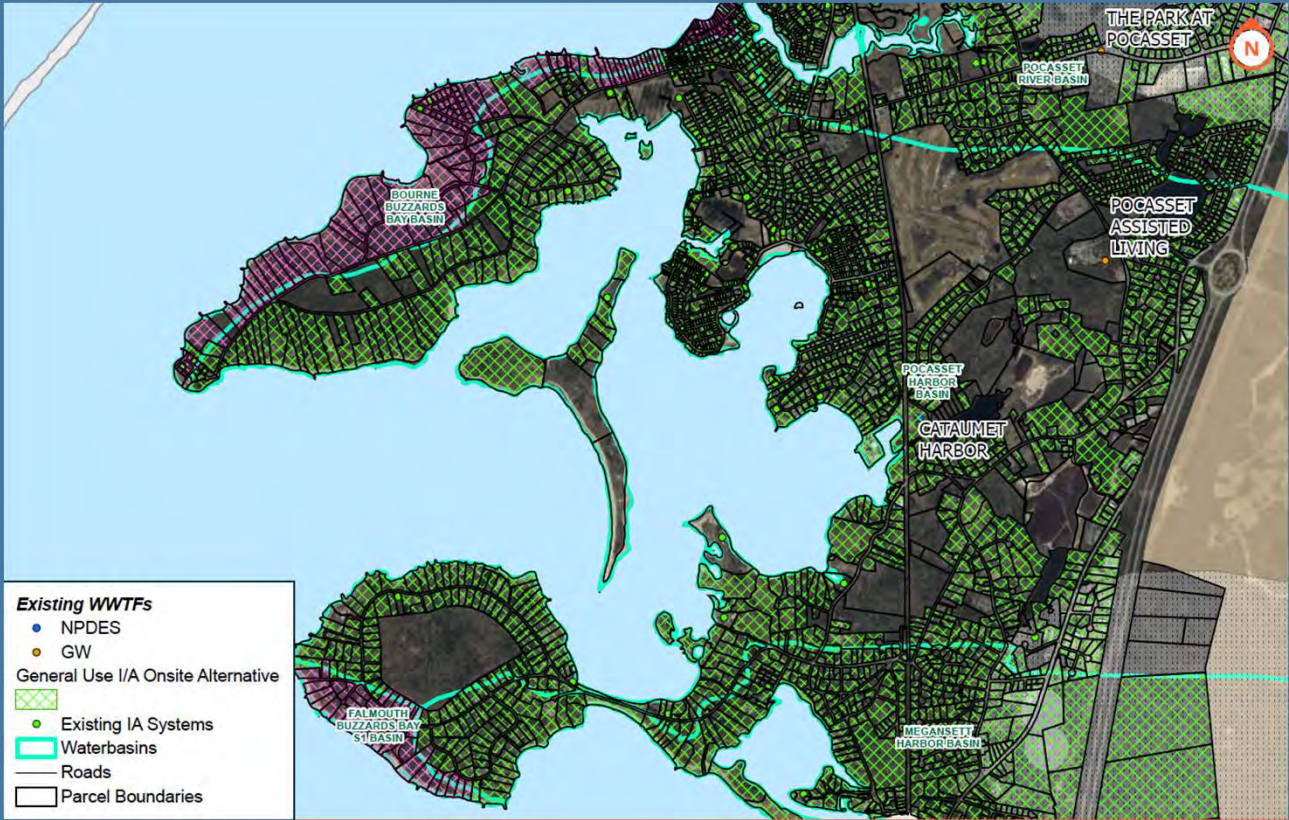 THE PARK AT
POCASSET
N
POCASSET
RIVER BASIN
BOURNE
BUZZARDS
BAY BASIN
POCASSET
ASSISTED
LIVING
POCASSET
HARBOR
BASIN
CATAUMET
HARBOR
FALMOUTH
BUZZARDS BAY
S1 BASIN
MEGANSETT
HARBOR BASIN
Existing WWTFs
NPDES
GW
General Use I/A Onsite Alternative
Existing IA Systems
Waterbasins
Roads
Parcel Boundaries